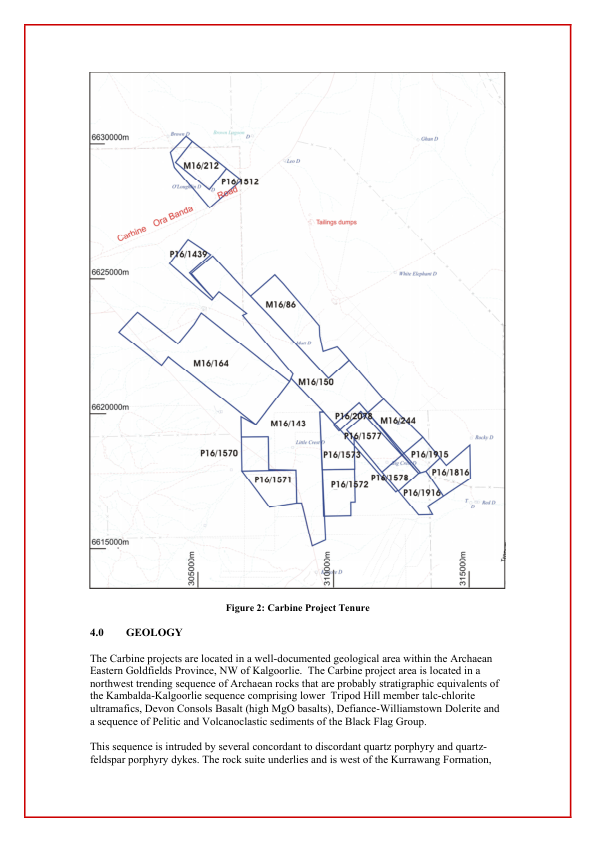 6630000m
Brown D
D
Ghan D
Leo D
M16/212
P16/1512
O'Loughlin D
D
Road
Carbine Ora Banda
Tailings dumps
P16/1439
6625000m
White Elephant D
M16/86
M16/164
M16/150
6620000m
P16/2078
M16/244
M16/143
P16/1577
Little Cross D
Rocky D
P16/1570
P16/1573
P16/1915
P16/1816
P16/1571
P16/1572
P16/1578
P16/1916
T
D
Red D
6615000m
305000m
310000m
315000m
Figure 2: Carbine Project Tenure
4.0 GEOLOGY
The Carbine projects are located in a well-documented geological area within the Archaean
Eastern Goldfields Province, NW of Kalgoorlie. The Carbine project area is located in a
northwest trending sequence of Archaean rocks that are probably stratigraphic equivalents of
the Kambalda-Kalgoorlie sequence comprising lower Tripod Hill member talc-chlorite
ultramafics, Devon Consols Basalt (high MgO basalts), Defiance-Williamstown Dolerite and
a sequence of Pelitic and Volcanoclastic sediments of the Black Flag Group.
This sequence is intruded by several concordant to discordant quartz porphyry and quartz-
feldspar porphyry dykes. The rock suite underlies and is west of the Kurrawang Formation,